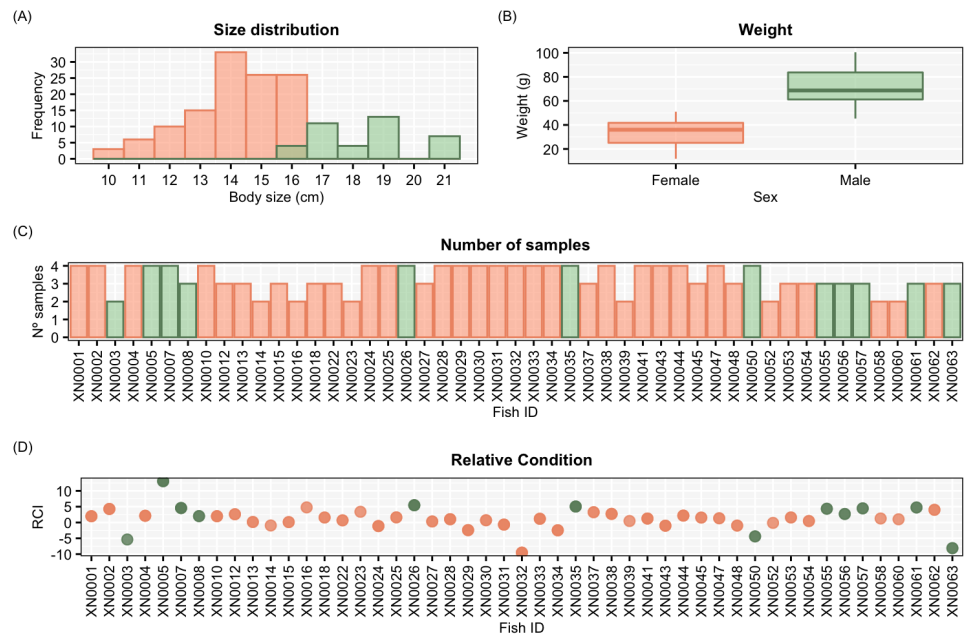 (A)
Size distribution
Frequency
30
25
20
15
10
5
0
10 11 12 13 14 15 16 17 18 19 20 21
Body size (cm)
(B)
Weight
Weight (g)
100
80
60
40
20
Female Male
Sex
(C)
Number of samples
Nº samples
4
3
2
1
0
XN0001 XN0002 XN0003 XN0004 XN0005 XN0007 XN0008 XN0010 XN0012 XN0013 XN0014 XN0015 XN0016 XN0018 XN0022 XN0023 XN0024 XN0025 XN0026 XN0027 XN0028 XN0029 XN0030 XN0031 XN0032 XN0033 XN0034 XN0035 XN0037 XN0038 XN0039 XN0041 XN0043 XN0044 XN0045 XN0047 XN0048 XN0050 XN0052 XN0053 XN0054 XN0055 XN0056 XN0057 XN0058 XN0060 XN0061 XN0062 XN0063
Fish ID
(D)
Relative Condition
RCI
10
5
0
-5
-10
XN0001 XN0002 XN0003 XN0004 XN0005 XN0007 XN0008 XN0010 XN0012 XN0013 XN0014 XN0015 XN0016 XN0018 XN0022 XN0023 XN0024 XN0025 XN0026 XN0027 XN0028 XN0029 XN0030 XN0031 XN0032 XN0033 XN0034 XN0035 XN0037 XN0038 XN0039 XN0041 XN0043 XN0044 XN0045 XN0047 XN0048 XN0050 XN0052 XN0053 XN0054 XN0055 XN0056 XN0057 XN0058 XN0060 XN0061 XN0062 XN0063
Fish ID